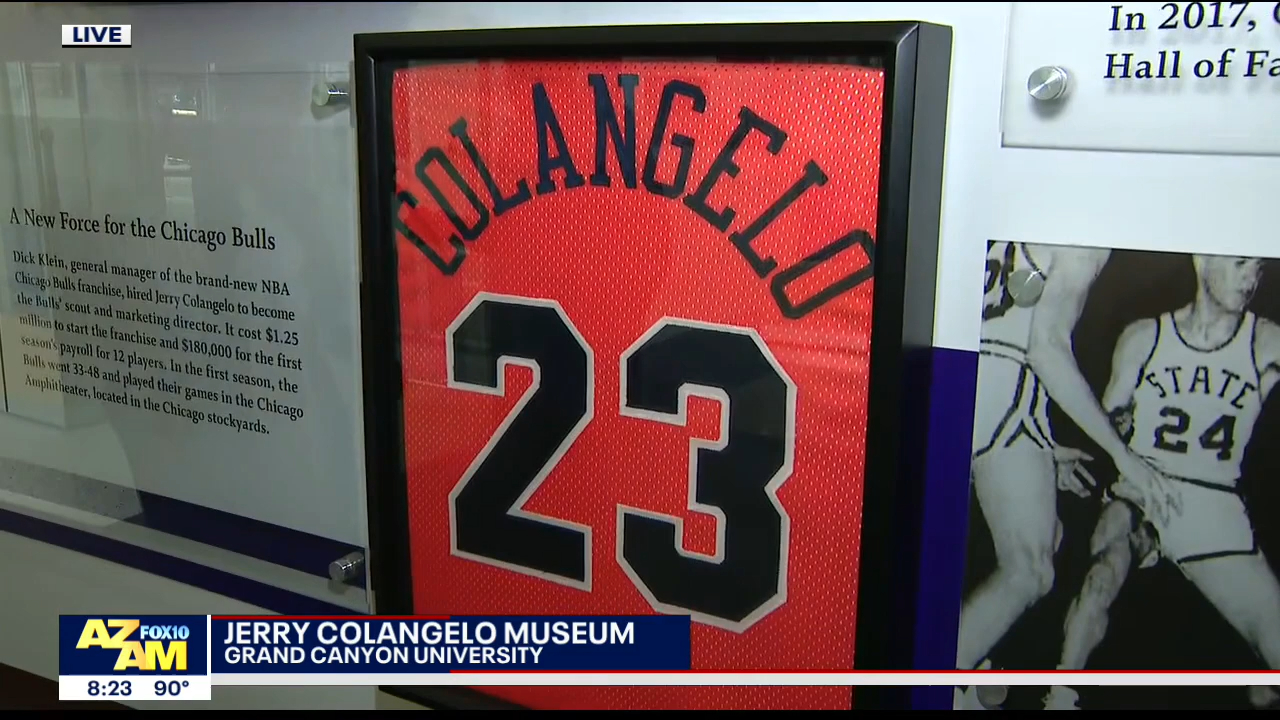 LIVE
In 2017,
Hall of Fa
COLANGELO
23
A New Force for the Chicago Bulls
Dick Klein, general manager of the brand-new NBA
Chicago Bulls franchise, hired Jerry Colangelo to become
the Bulls' scout and marketing director. It cost $1.25
million to start the franchise and $180,000 for the first
season's payroll for 12 players. In the first season, the
Bulls went 33-48 and played their games in the Chicago
Amphitheater, located in the Chicago stockyards.
STATE
24
AZAM FOX10
JERRY COLANGELO MUSEUM
GRAND CANYON UNIVERSITY
8:23 90°